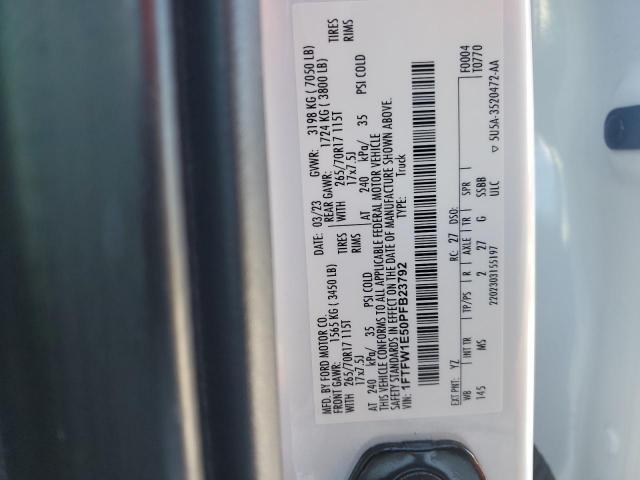 MFD. BY FORD MOTOR CO. DATE: 03/23 GVWR: 3198 KG ( 7050 LB)
FRONT GAWR: 1565 KG ( 3450 LB) REAR GAWR: 1724 KG ( 3800 LB)
WITH 265/70R17 115T TIRES WITH 265/70R17 115T TIRES
17x7.5J RIMS 17x7.5J RIMS
AT 240 kPa/ 35 PSI COLD AT 240 kPa/ 35 PSI COLD
THIS VEHICLE CONFORMS TO ALL APPLICABLE FEDERAL MOTOR VEHICLE
SAFETY STANDARDS IN EFFECT ON THE DATE OF MANUFACTURE SHOWN ABOVE.
VIN: 1FTFW1E50PFB23792 TYPE: Truck
F0004
T0770
EXT PNT: YZ RC: 27 DSO:
WB INT TR TP/PS R AXLE TR SPR
145 MS 2 27 G SSBB
2202303155197 ULC
5U5A-3520472-AA